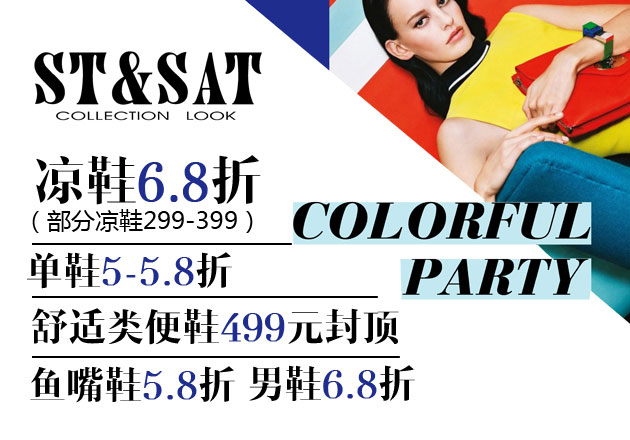 ST&SAT
COLLECTION LOOK
凉鞋6.8折
(部分凉鞋299-399)
COLORFUL
PARTY
单鞋5-5.8折
舒适类便鞋499元封顶
鱼嘴鞋5.8折 男鞋6.8折